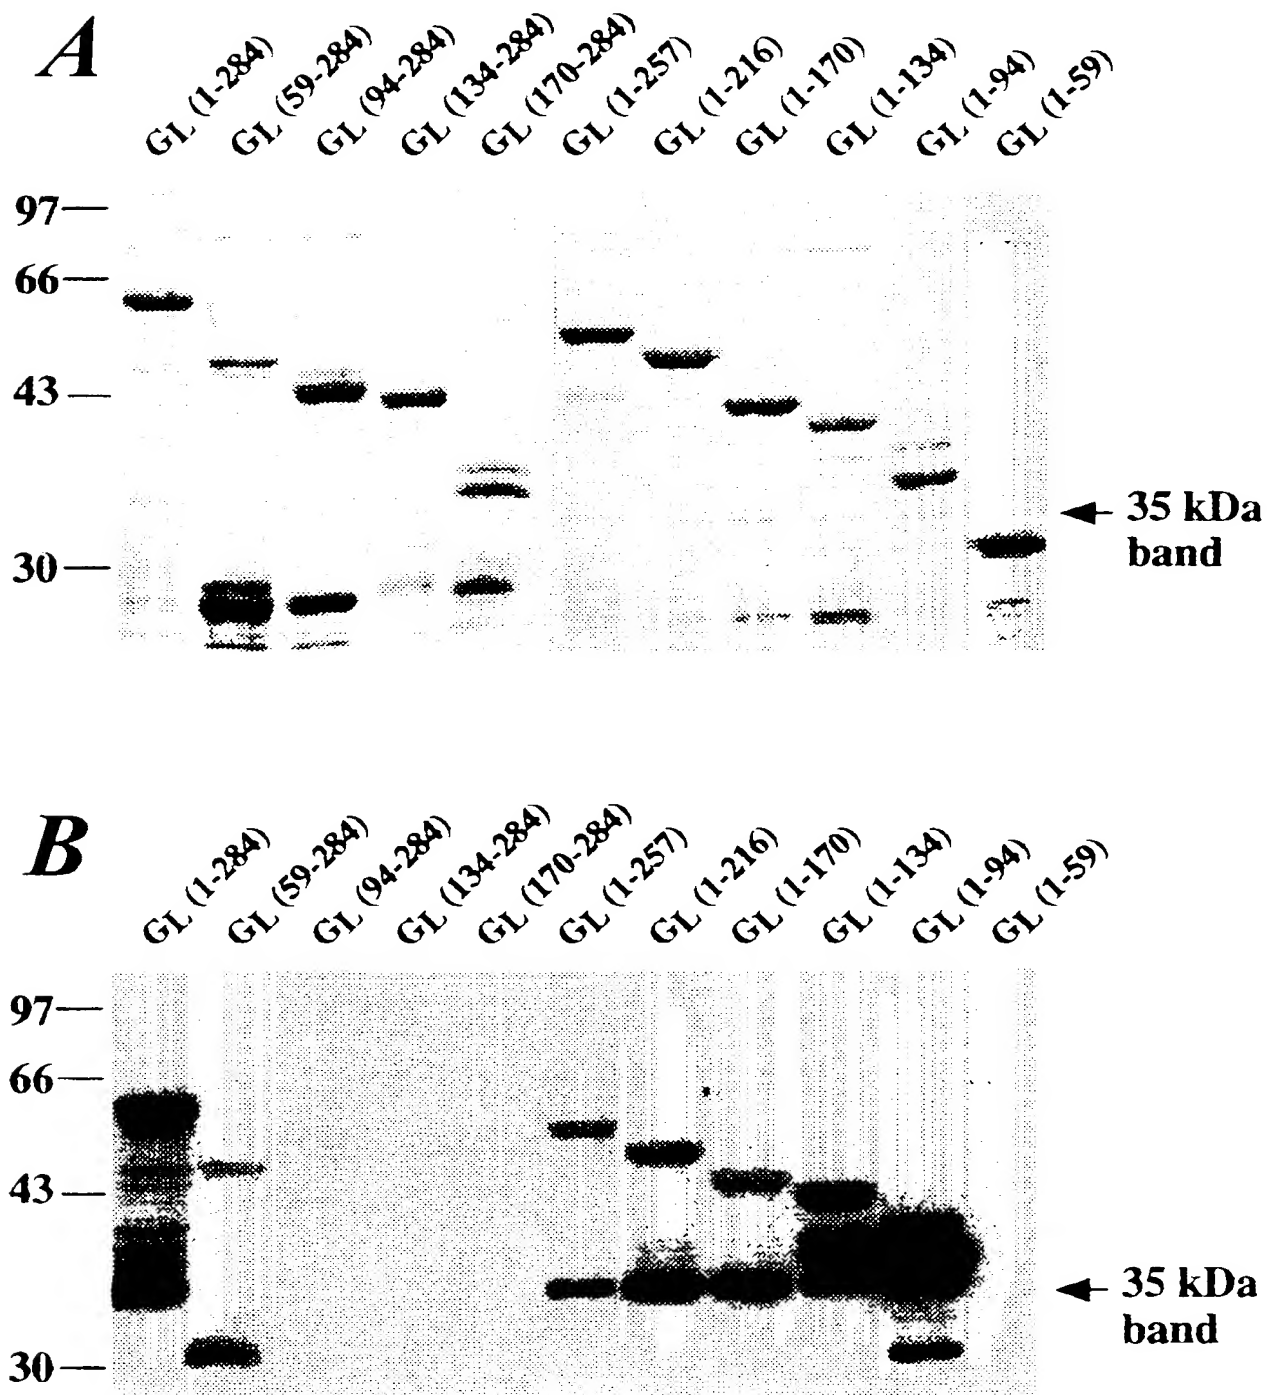 A
GL (1-284)
GL (59-284)
GL (94-284)
GL (134-284)
GL (170-284)
GL (1-257)
GL (1-216)
GL (1-170)
GL (1-134)
GL (1-94)
GL (1-59)
97
66
43
30
35 kDa
band
B
GL (1-284)
GL (59-284)
GL (94-284)
GL (134-284)
GL (170-284)
GL (1-257)
GL (1-216)
GL (1-170)
GL (1-134)
GL (1-94)
GL (1-59)
97
66
43
30
35 kDa
band